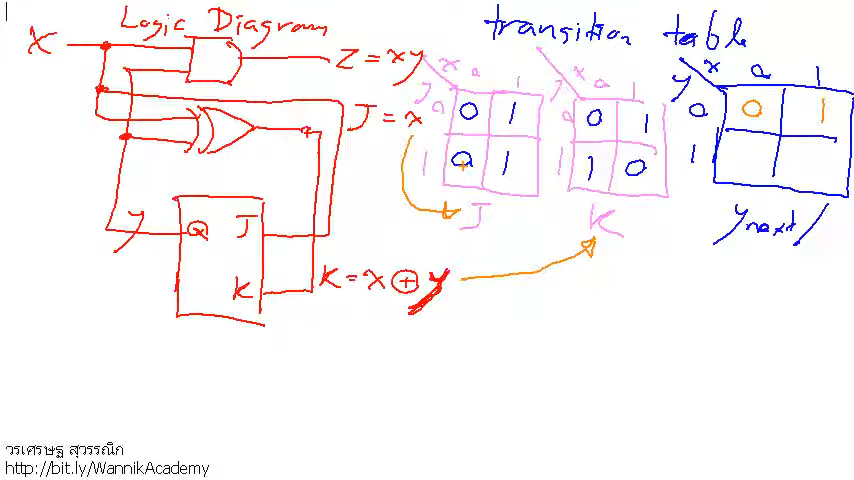 Logic Diagram
transition table
X
Z = xy
J = x
y x 0 1
0 0 1
1 0 1
J
y x 0 1
0 0 1
1 1 0
K
y x 0 1
0 0 1
1
ynext/
y
Q J
K
K = x ⊕ y
วรเศรษฐ สุวรรณิก
http://bit.ly/WannikAcademy